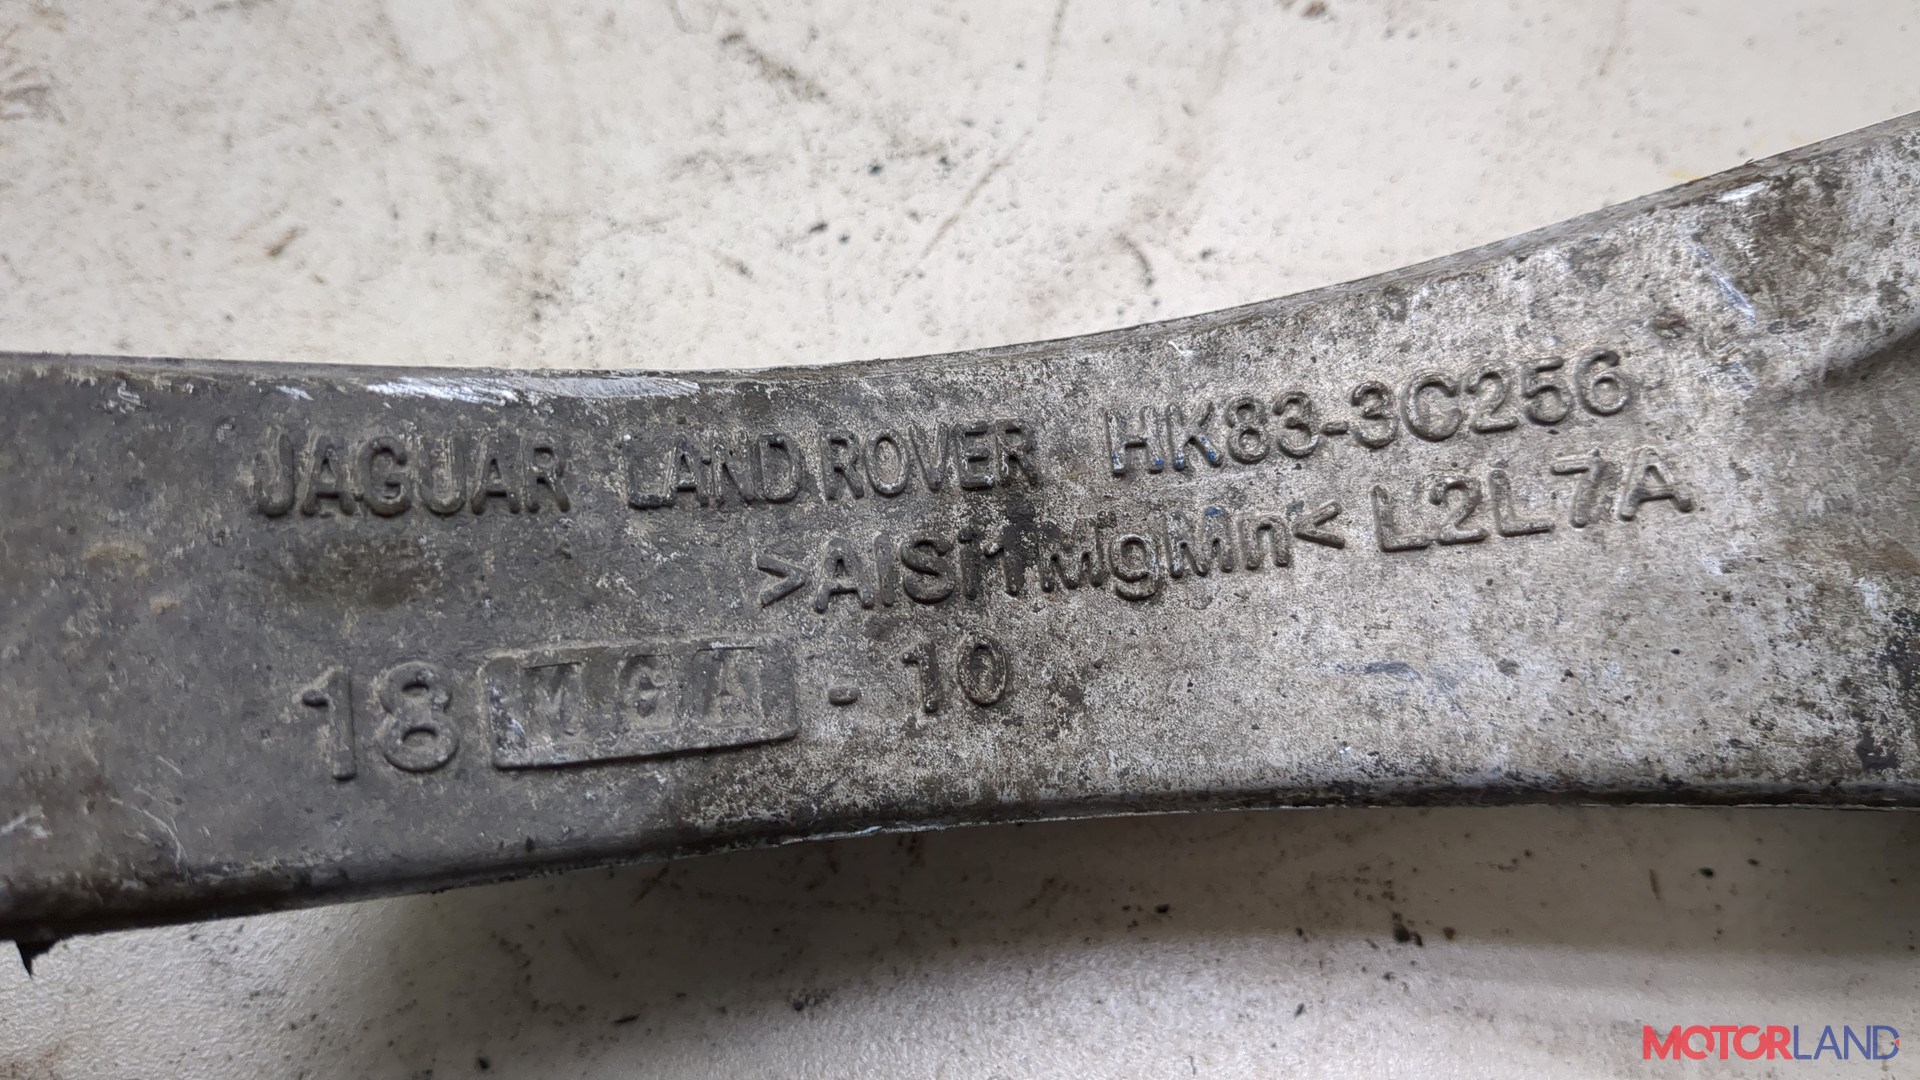 JAGUAR LAND ROVER HK83-3C256
>AlSi1MgMn< L2L7A
18 MGA - 10
MOTORLAND